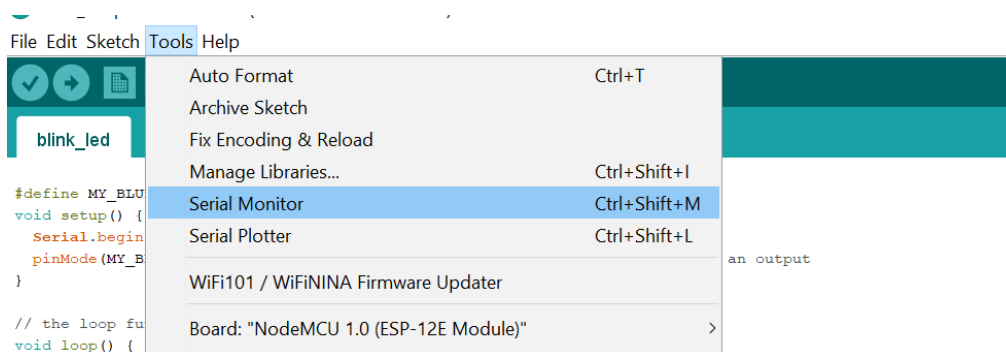 File Edit Sketch Tools Help
Auto Format Ctrl+T
Archive Sketch
Fix Encoding & Reload
Manage Libraries... Ctrl+Shift+I
Serial Monitor Ctrl+Shift+M
Serial Plotter Ctrl+Shift+L
WiFi101 / WiFiNINA Firmware Updater
Board: "NodeMCU 1.0 (ESP-12E Module)"
blink_led
#define MY_BLU
void setup() {
Serial.begin
pinMode(MY_B an output
}
// the loop fu
void loop() {